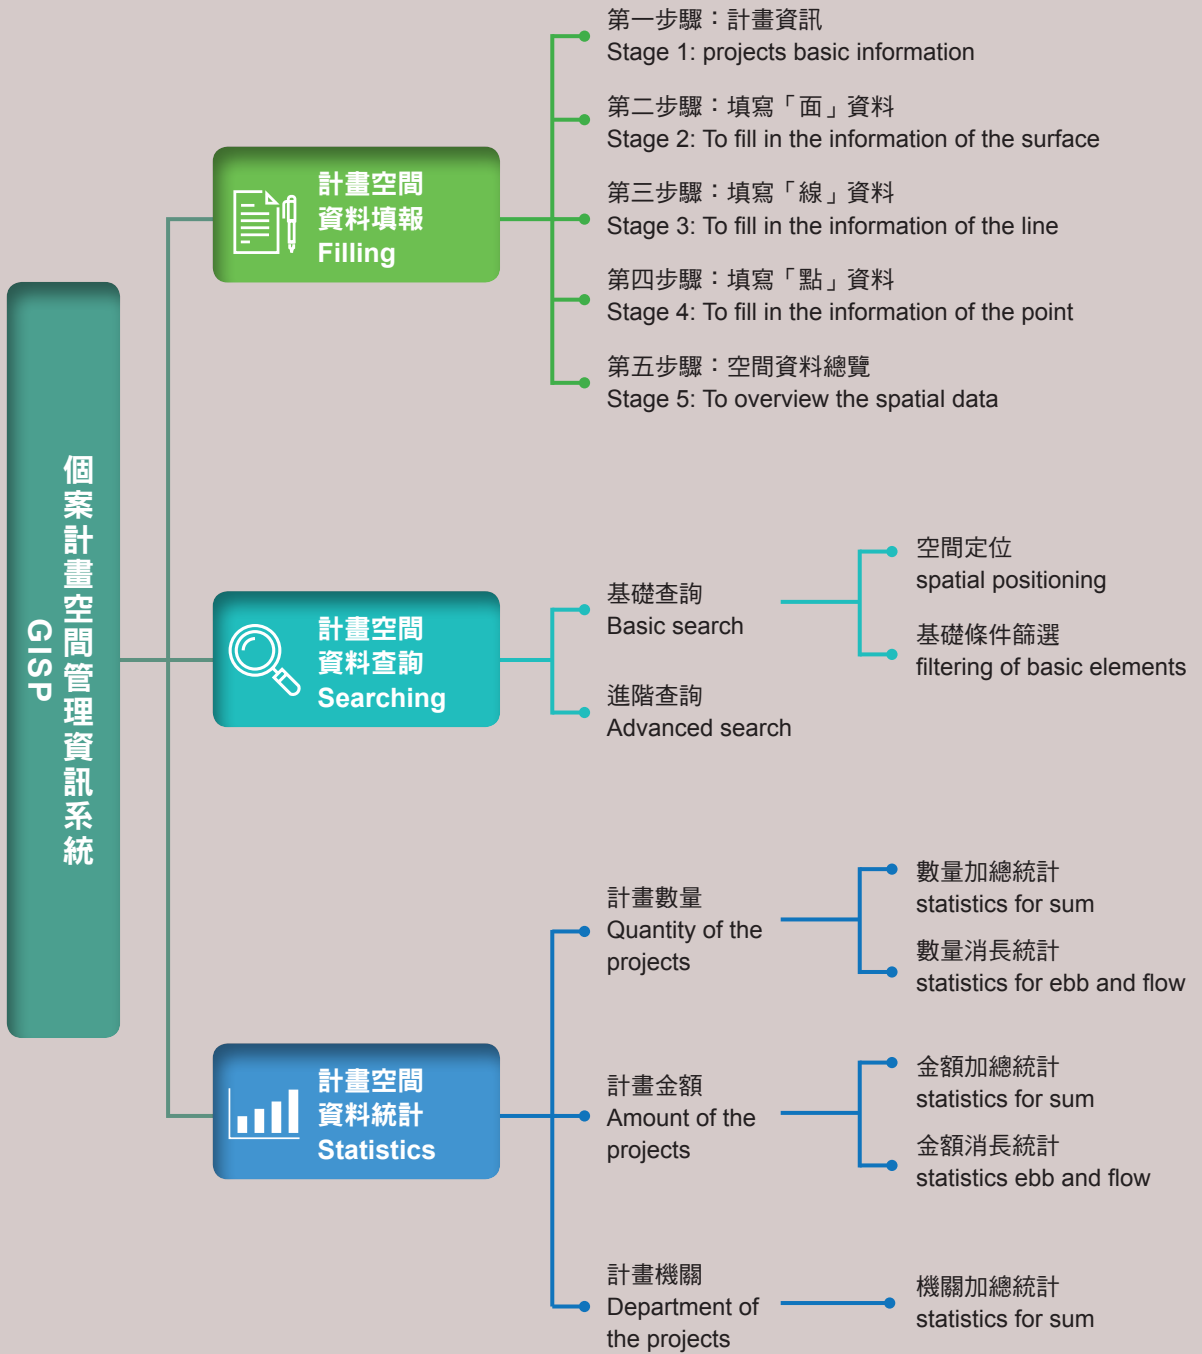 個案計畫空間管理資訊系統
GISP
計畫空間
資料填報
Filling
第一步驟：計畫資訊
Stage 1: projects basic information
第二步驟：填寫「面」資料
Stage 2: To fill in the information of the surface
第三步驟：填寫「線」資料
Stage 3: To fill in the information of the line
第四步驟：填寫「點」資料
Stage 4: To fill in the information of the point
第五步驟：空間資料總覽
Stage 5: To overview the spatial data
計畫空間
資料查詢
Searching
基礎查詢
Basic search
空間定位
spatial positioning
基礎條件篩選
filtering of basic elements
進階查詢
Advanced search
計畫空間
資料統計
Statistics
計畫數量
Quantity of the
projects
數量加總統計
statistics for sum
數量消長統計
statistics for ebb and flow
計畫金額
Amount of the
projects
金額加總統計
statistics for sum
金額消長統計
statistics ebb and flow
計畫機關
Department of
the projects
機關加總統計
statistics for sum